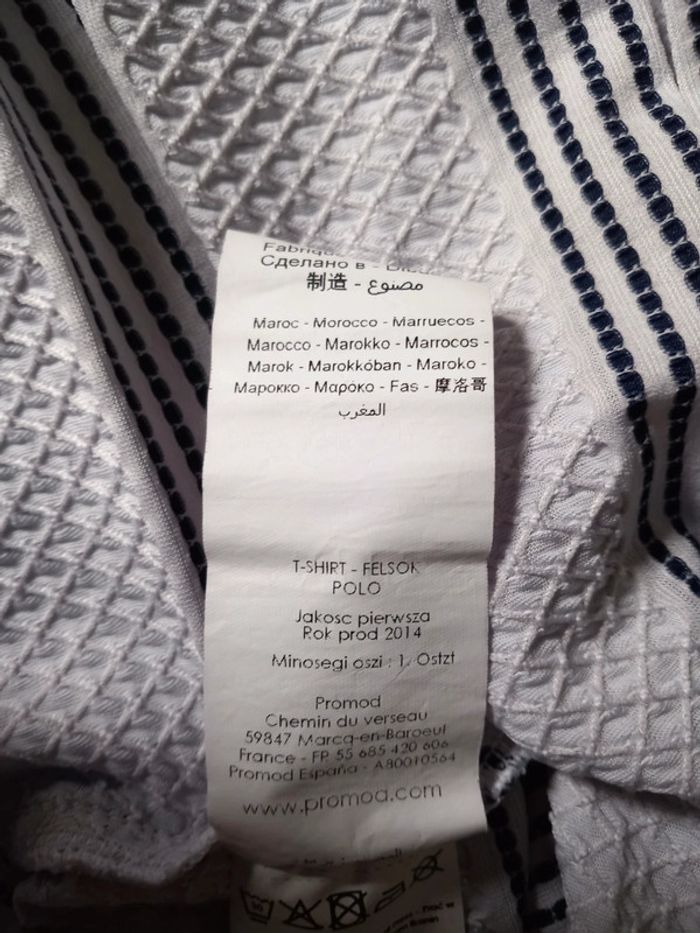 Сделано в -
制造 - مصنوع
Maroc - Morocco - Marruecos -
Marocco - Marokko - Marrocos -
Marok - Marokkóban - Maroko -
Марокко - Μαρόκο - Fas - 摩洛哥
المغرب
T-SHIRT - FELSOK
POLO
Jakosc pierwsza
Rok prod 2014
Minosegi oszi : 1. Ostzt
Promod
Chemin du verseau
59847 Marcq-en-Baroeul
France - FP 55 685 420 606
Promod España - A80010564
www.promod.com